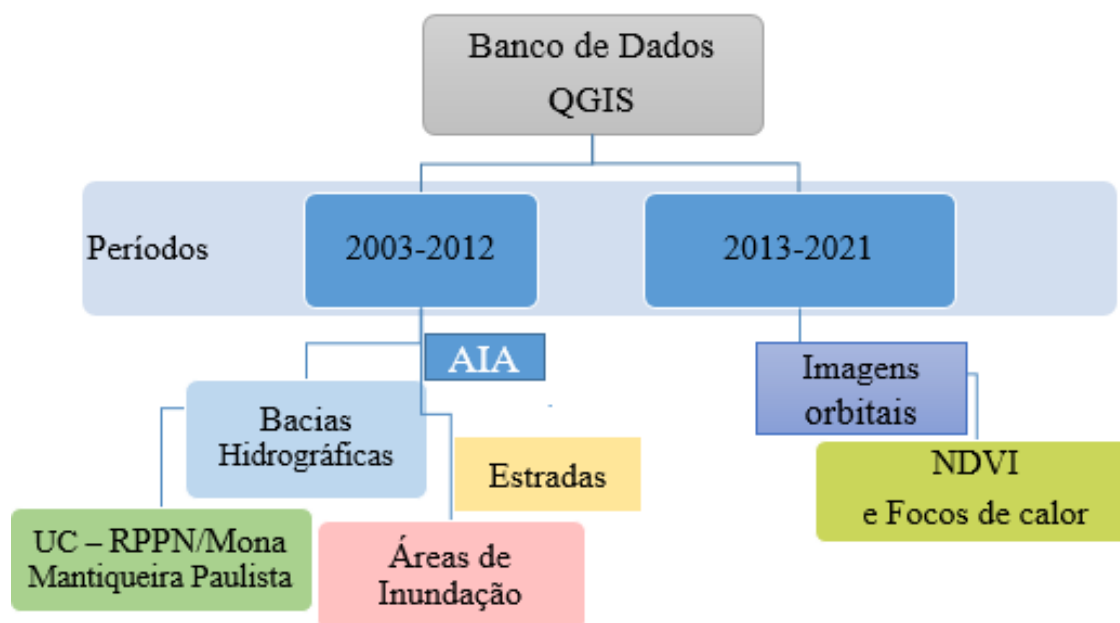 Banco de Dados
QGIS
Períodos
2003-2012
2013-2021
AIA
Imagens
orbitais
Bacias
Hidrográficas
Estradas
NDVI
e Focos de calor
UC – RPPN/Mona
Mantiqueira Paulista
Áreas de
Inundação